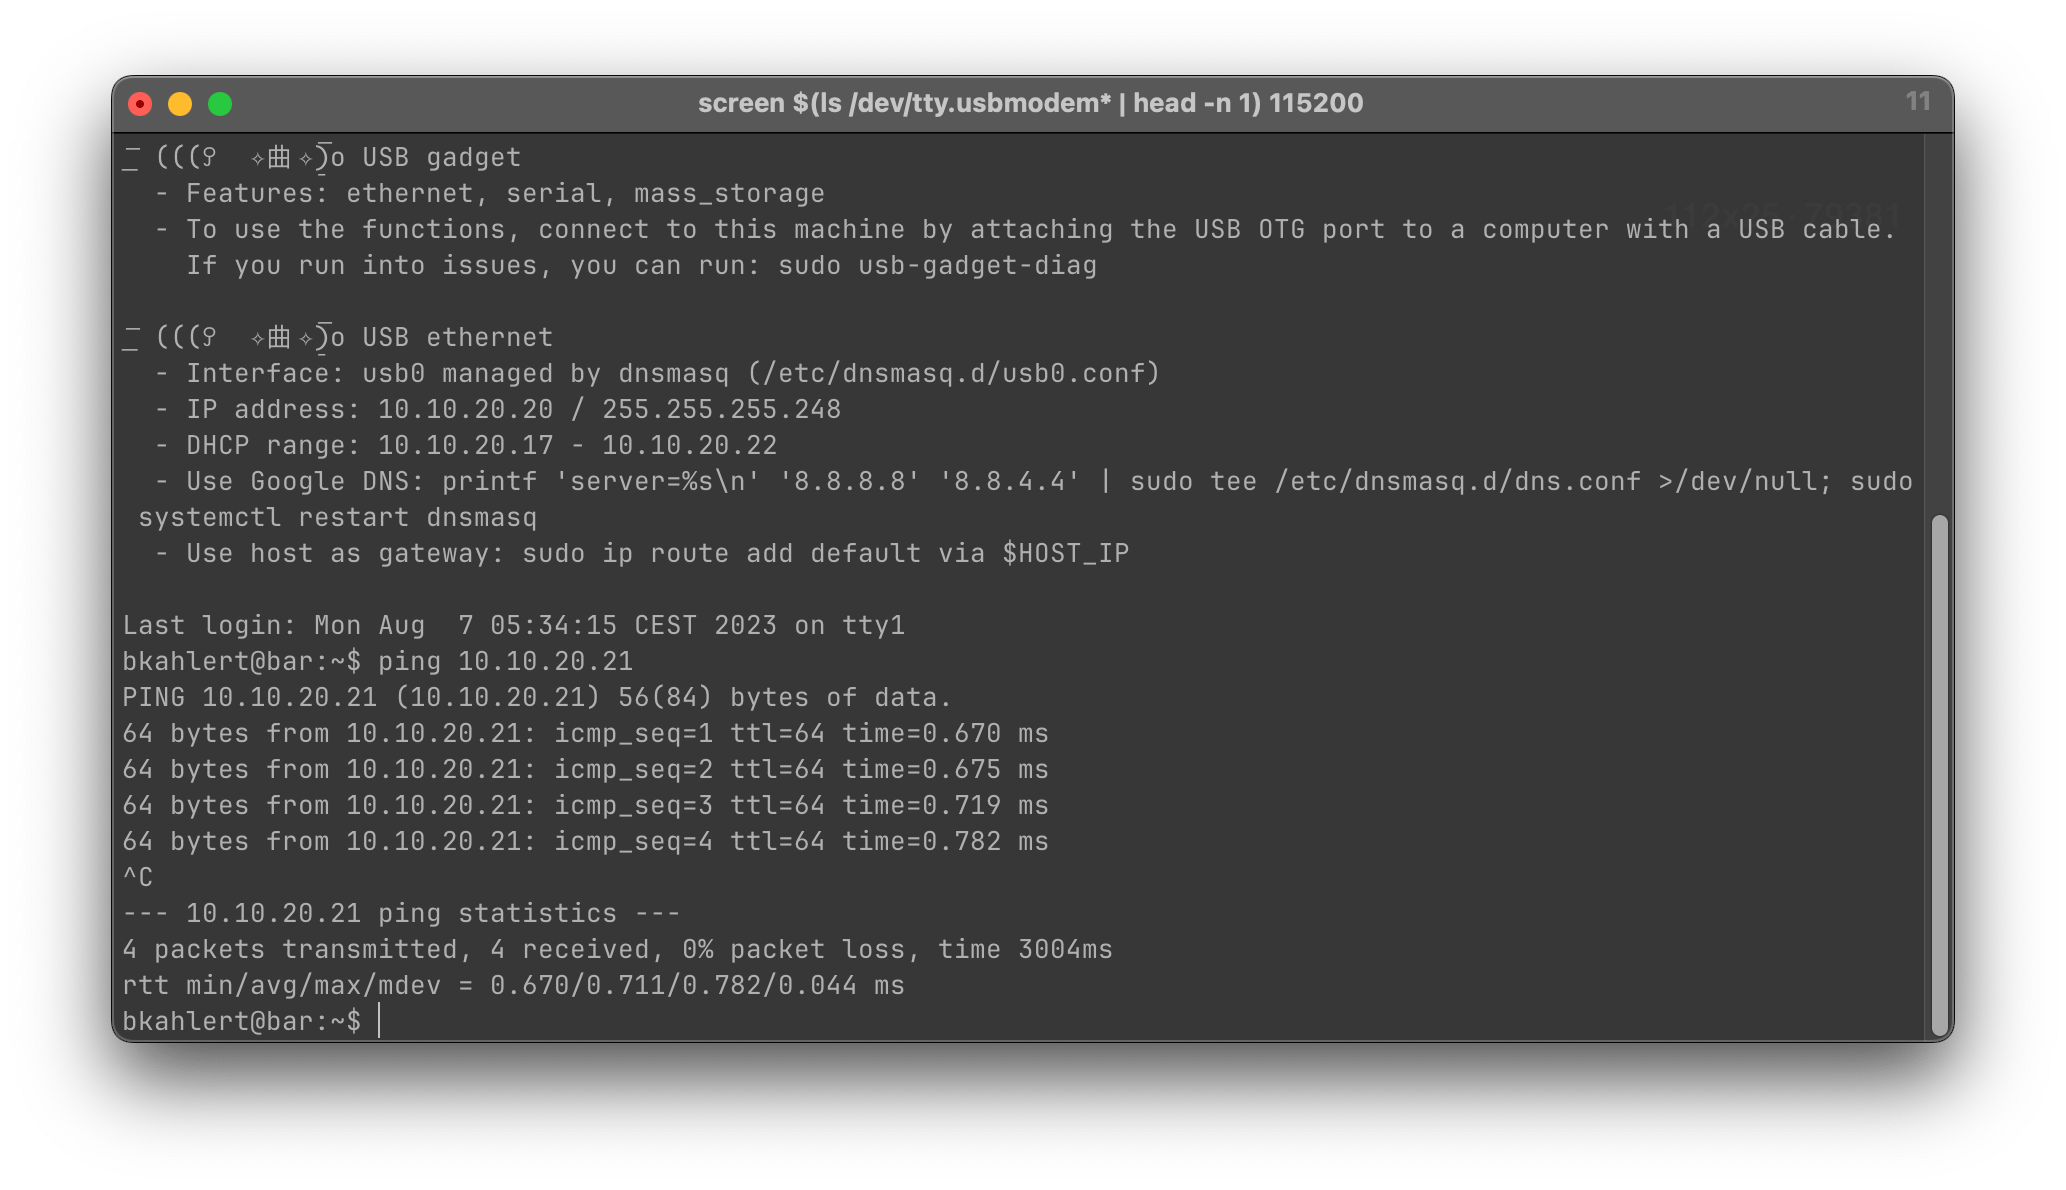 screen $(ls /dev/tty.usbmodem* | head -n 1) 115200
11
USB gadget
- Features: ethernet, serial, mass_storage
- To use the functions, connect to this machine by attaching the USB OTG port to a computer with a USB cable.
If you run into issues, you can run: sudo usb-gadget-diag
USB ethernet
- Interface: usb0 managed by dnsmasq (/etc/dnsmasq.d/usb0.conf)
- IP address: 10.10.20.20 / 255.255.255.248
- DHCP range: 10.10.20.17 - 10.10.20.22
- Use Google DNS: printf 'server=%s\n' '8.8.8.8' '8.8.4.4' | sudo tee /etc/dnsmasq.d/dns.conf >/dev/null; sudo
systemctl restart dnsmasq
- Use host as gateway: sudo ip route add default via $HOST_IP
Last login: Mon Aug  7 05:34:15 CEST 2023 on tty1
bkahlert@bar:~$ ping 10.10.20.21
PING 10.10.20.21 (10.10.20.21) 56(84) bytes of data.
64 bytes from 10.10.20.21: icmp_seq=1 ttl=64 time=0.670 ms
64 bytes from 10.10.20.21: icmp_seq=2 ttl=64 time=0.675 ms
64 bytes from 10.10.20.21: icmp_seq=3 ttl=64 time=0.719 ms
64 bytes from 10.10.20.21: icmp_seq=4 ttl=64 time=0.782 ms
^C
--- 10.10.20.21 ping statistics ---
4 packets transmitted, 4 received, 0% packet loss, time 3004ms
rtt min/avg/max/mdev = 0.670/0.711/0.782/0.044 ms
bkahlert@bar:~$